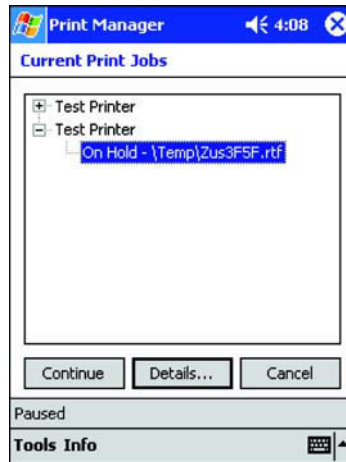 Print Manager 4:08
Current Print Jobs
Test Printer
Test Printer
On Hold - \Temp\Zus3F5F.rtf
Continue Details... Cancel
Paused
Tools Info